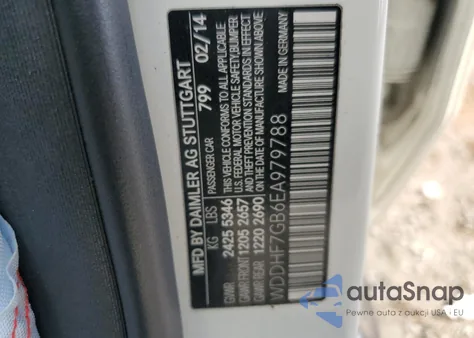 MFD BY DAIMLER AG STUTTGART
PASSENGER CAR 799 02/14
KG LBS
GVWR 2425 5346
GAWR FRONT 1205 2657
GAWR REAR 1220 2690
THIS VEHICLE CONFORMS TO ALL APPLICABLE
U.S. FEDERAL MOTOR VEHICLE SAFETY, BUMPER
AND THEFT PREVENTION STANDARDS IN EFFECT
ON THE DATE OF MANUFACTURE SHOWN ABOVE
WDDHF7GB6EA979788
MADE IN GERMANY
autoSnap
Pewne auta z aukcji USA - EU